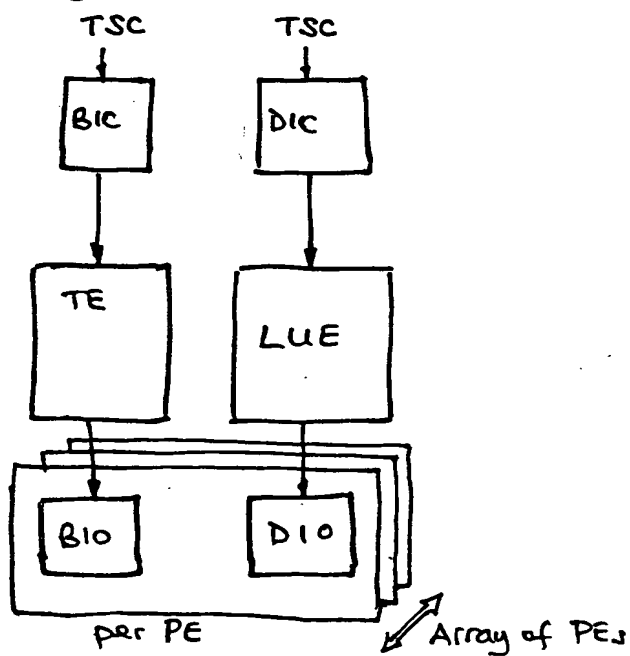 TSC TSC
BIC DIC
TE LUE
BIO DIO
per PE Array of PEs